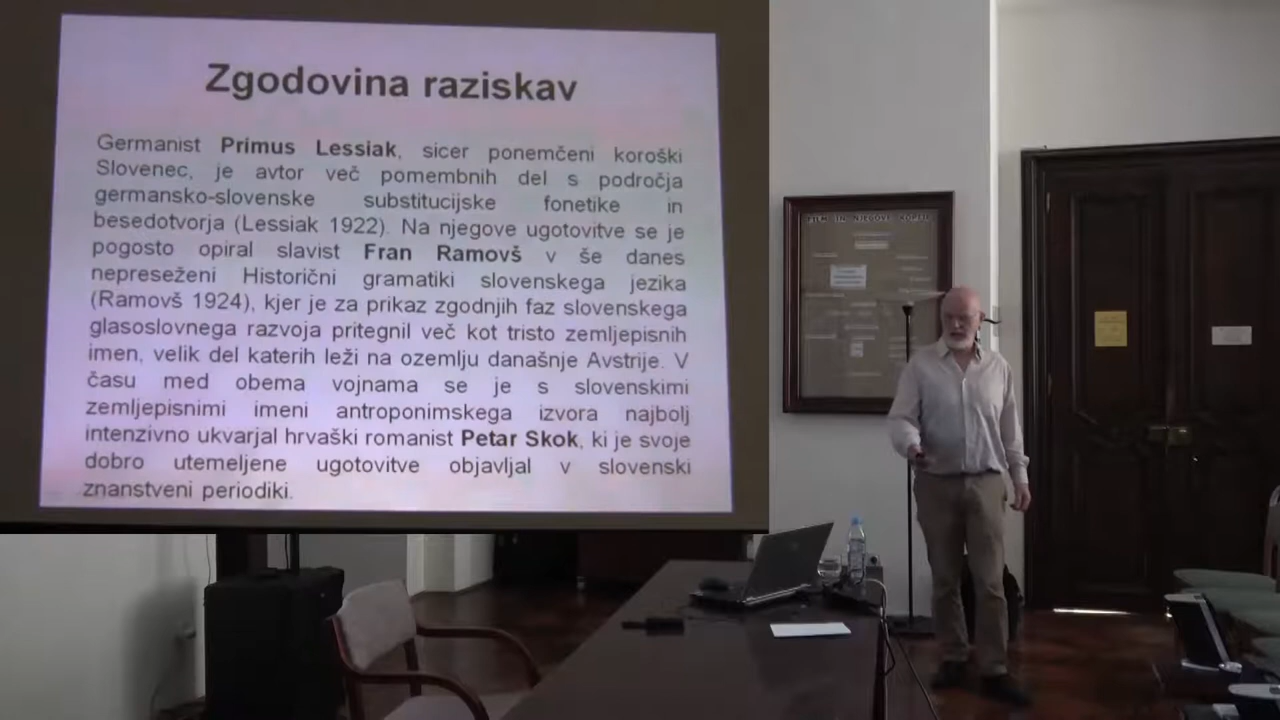 Zgodovina raziskav
Germanist Primus Lessiak, sicer ponemčeni koroški
Slovenec, je avtor več pomembnih del s področja
germansko-slovenske substitucijske fonetike in
besedotvorja (Lessiak 1922). Na njegove ugotovitve se je
pogosto opiral slavist Fran Ramovš v še danes
nepreseženi Historični gramatiki slovenskega jezika
(Ramovš 1924), kjer je za prikaz zgodnjih faz slovenskega
glasoslovnega razvoja pritegnil več kot tristo zemljepisnih
imen, velik del katerih leži na ozemlju današnje Avstrije. V
času med obema vojnama se je s slovenskimi
zemljepisnimi imeni antroponimskega izvora najbolj
intenzivno ukvarjal hrvaški romanist Petar Skok, ki je svoje
dobro utemeljene ugotovitve objavljal v slovenski
znanstveni periodiki.
FILM IN NJEGOVE